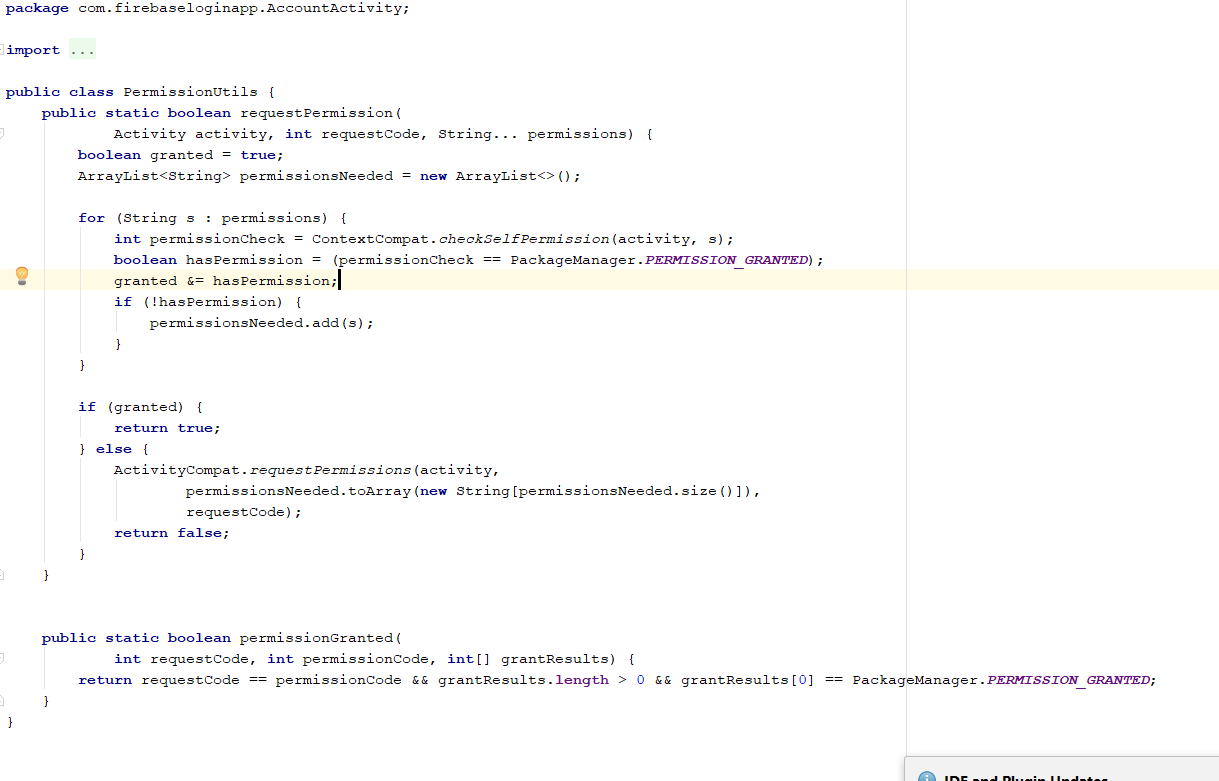 package com.firebaseloginapp.AccountActivity;
import ...
public class PermissionUtils {
    public static boolean requestPermission(
            Activity activity, int requestCode, String... permissions) {
        boolean granted = true;
        ArrayList<String> permissionsNeeded = new ArrayList<>();
        for (String s : permissions) {
            int permissionCheck = ContextCompat.checkSelfPermission(activity, s);
            boolean hasPermission = (permissionCheck == PackageManager.PERMISSION_GRANTED);
            granted &= hasPermission;
            if (!hasPermission) {
                permissionsNeeded.add(s);
            }
        }
        if (granted) {
            return true;
        } else {
            ActivityCompat.requestPermissions(activity,
                    permissionsNeeded.toArray(new String[permissionsNeeded.size()]),
                    requestCode);
            return false;
        }
    }
    public static boolean permissionGranted(
            int requestCode, int permissionCode, int[] grantResults) {
        return requestCode == permissionCode && grantResults.length > 0 && grantResults[0] == PackageManager.PERMISSION_GRANTED;
    }
}
IDE and Plugin Updates